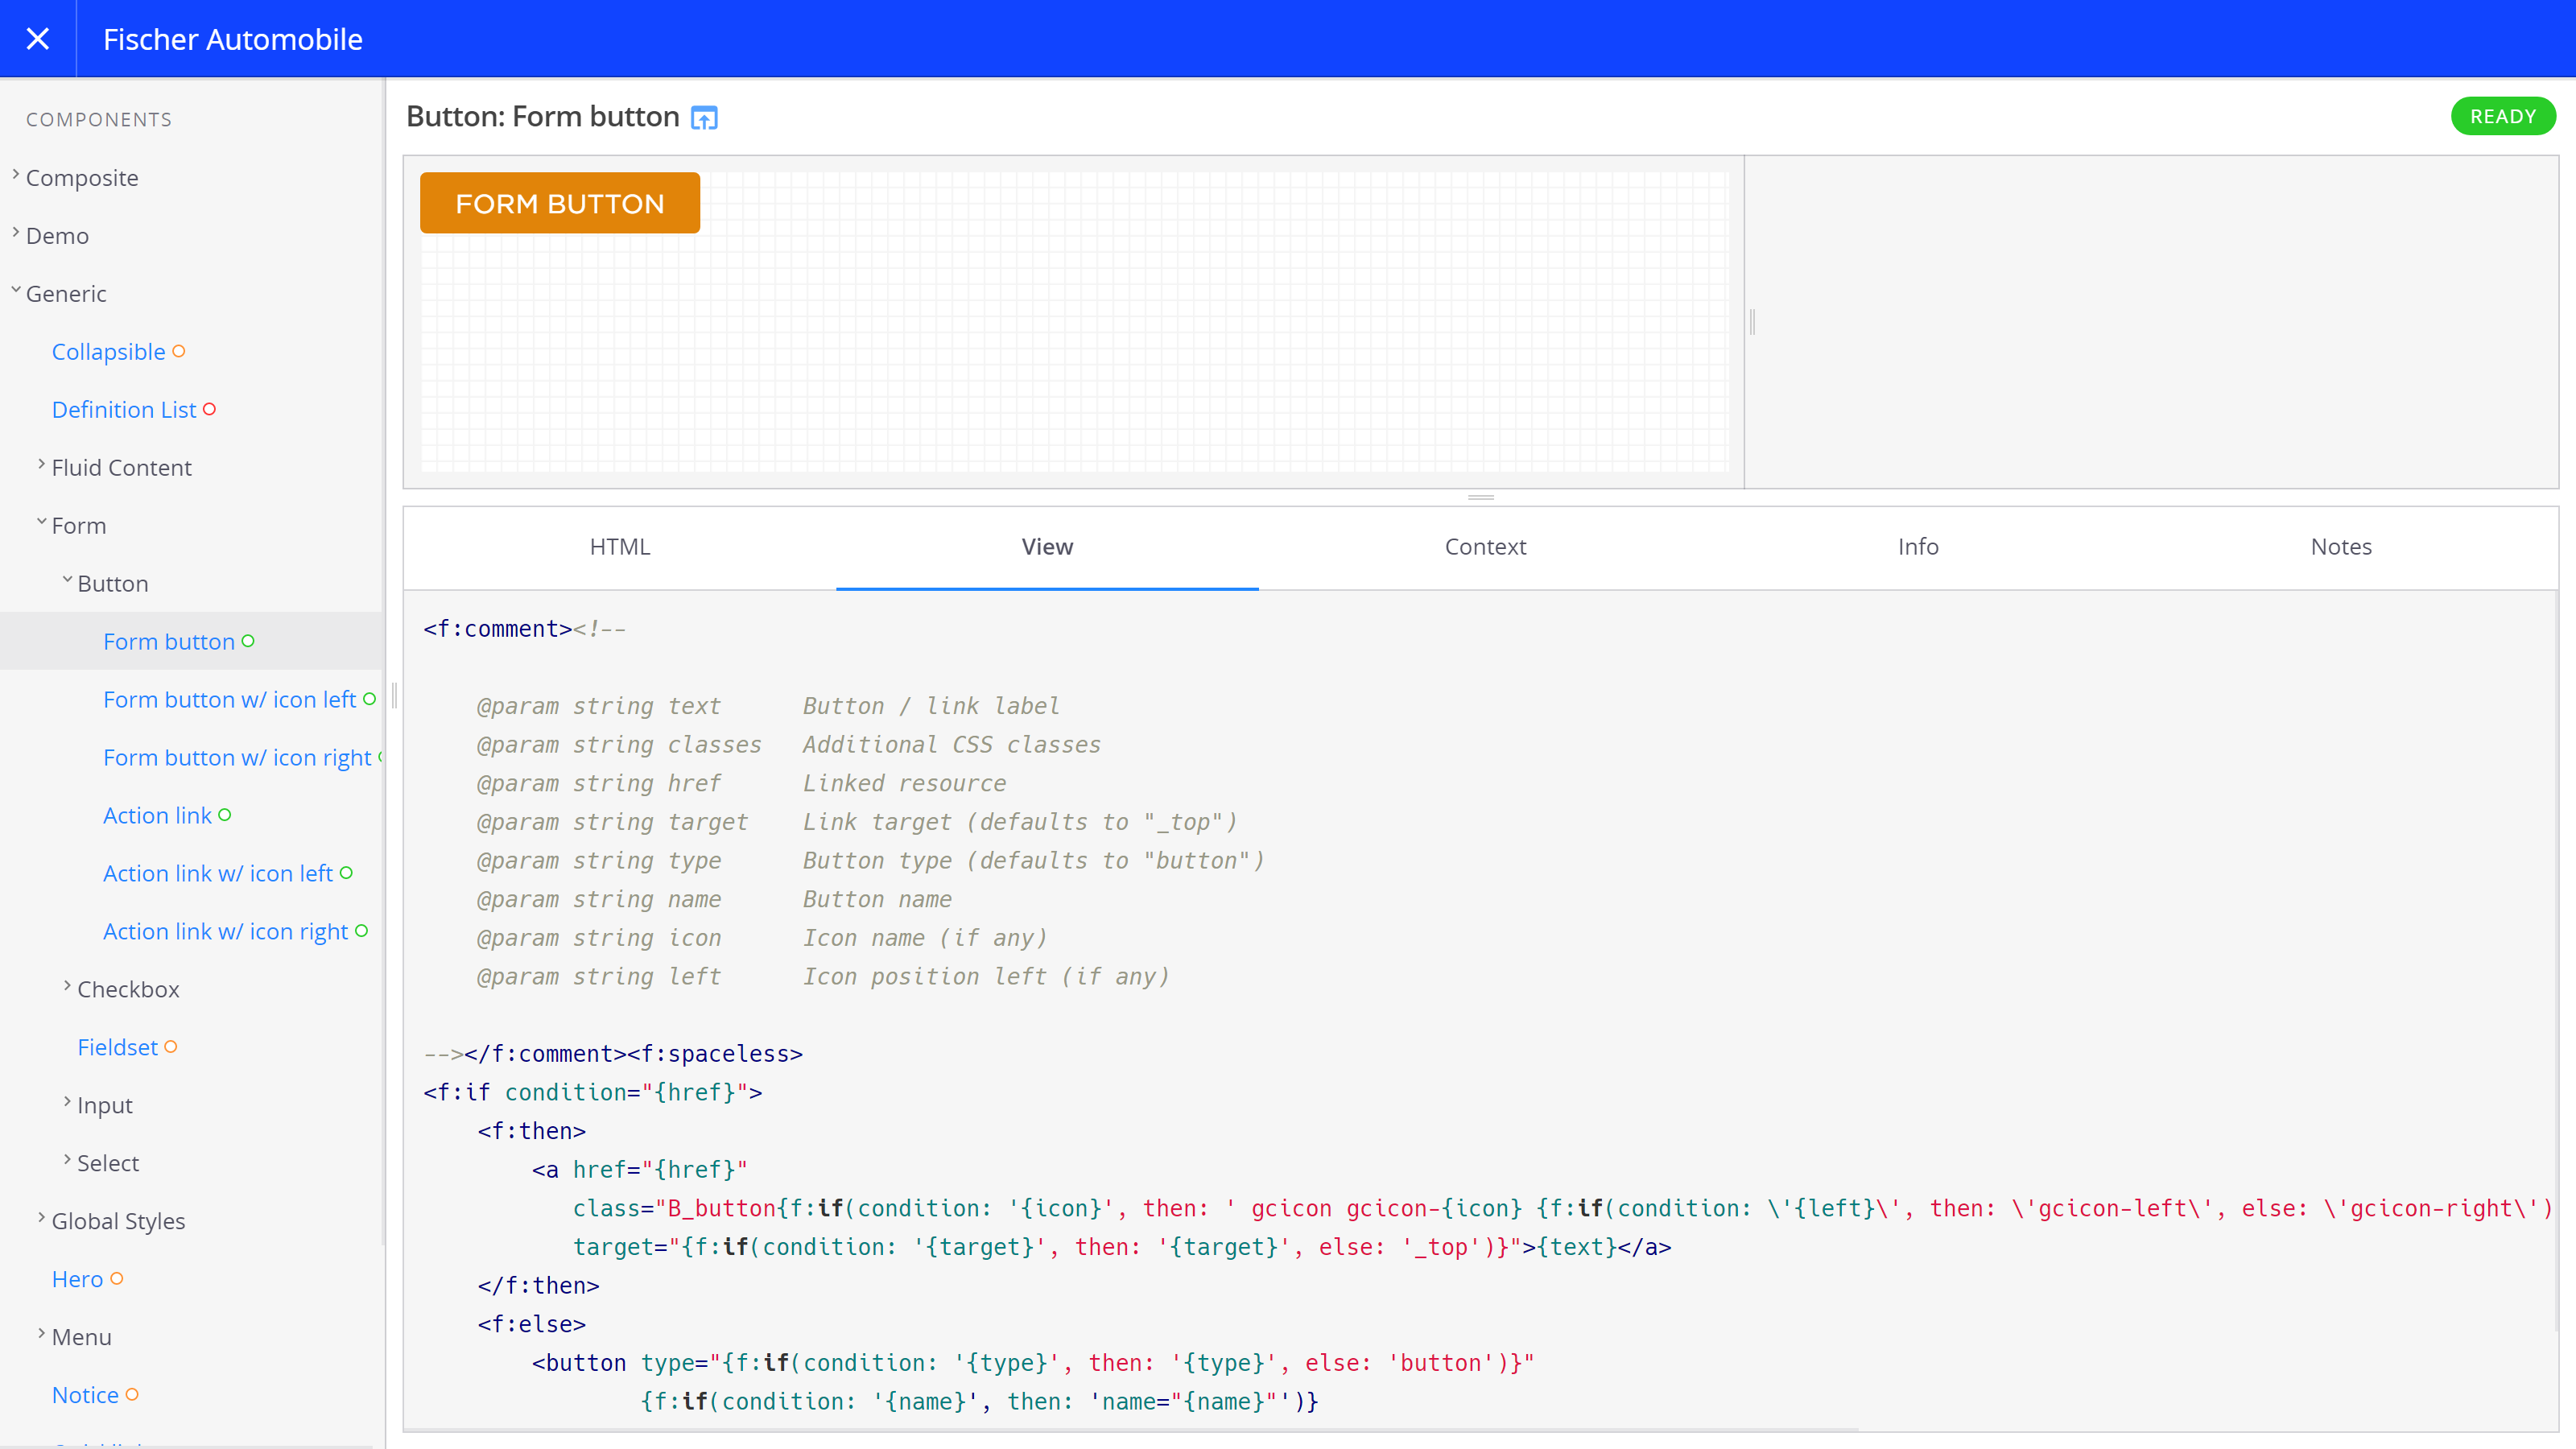 Fischer Automobile
COMPONENTS
Composite
Demo
Generic
Collapsible
Definition List
Fluid Content
Form
Button
Form button
Form button w/ icon left
Form button w/ icon right
Action link
Action link w/ icon left
Action link w/ icon right
Checkbox
Fieldset
Input
Select
Global Styles
Hero
Menu
Notice
Button: Form button
READY
FORM BUTTON
HTML
View
Context
Info
Notes
<f:comment><!--
@param string text Button / link label
@param string classes Additional CSS classes
@param string href Linked resource
@param string target Link target (defaults to "_top")
@param string type Button type (defaults to "button")
@param string name Button name
@param string icon Icon name (if any)
@param string left Icon position left (if any)
--></f:comment><f:spaceless>
<f:if condition="{href}">
<f:then>
<a href="{href}"
class="B_button{f:if(condition: '{icon}', then: ' gcicon gcicon-{icon} {f:if(condition: \'{left}\', then: \'gcicon-left\', else: \'gcicon-right\')
target="{f:if(condition: '{target}', then: '{target}', else: '_top')}">{text}</a>
</f:then>
<f:else>
<button type="{f:if(condition: '{type}', then: '{type}', else: 'button')}"
{f:if(condition: '{name}', then: 'name="{name}"')}